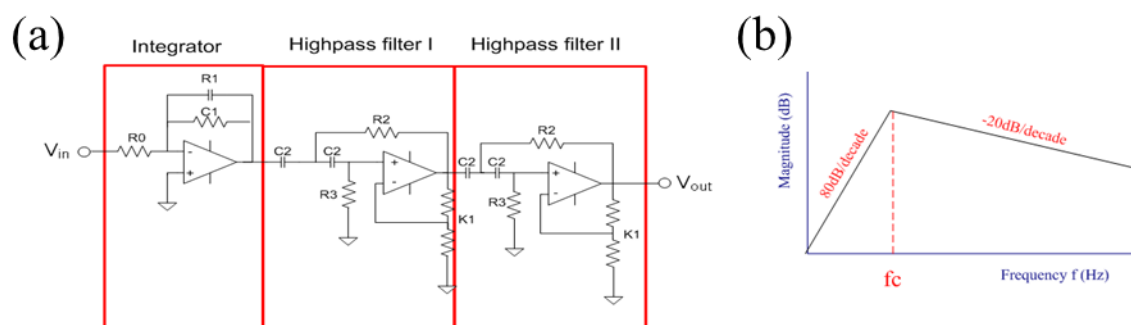 (a)
Integrator
Highpass filter I
Highpass filter II
R1
C1
R0
Vin
R2
C2
C2
R3
K1
R2
C2
C2
R3
K1
Vout
-
+
+
-
+
-
(b)
Magnitude (dB)
80dB/decade
-20dB/decade
fc
Frequency f (Hz)